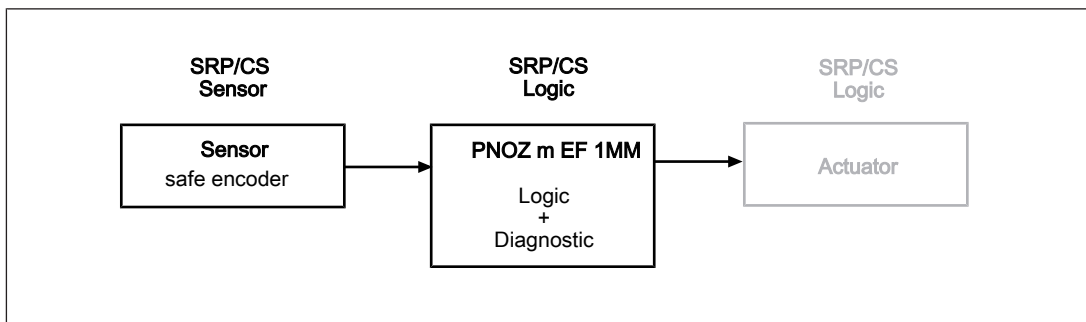 SRP/CS
Sensor
SRP/CS
Logic
SRP/CS
Logic
Sensor
safe encoder
PNOZ m EF 1MM
Logic
+
Diagnostic
Actuator